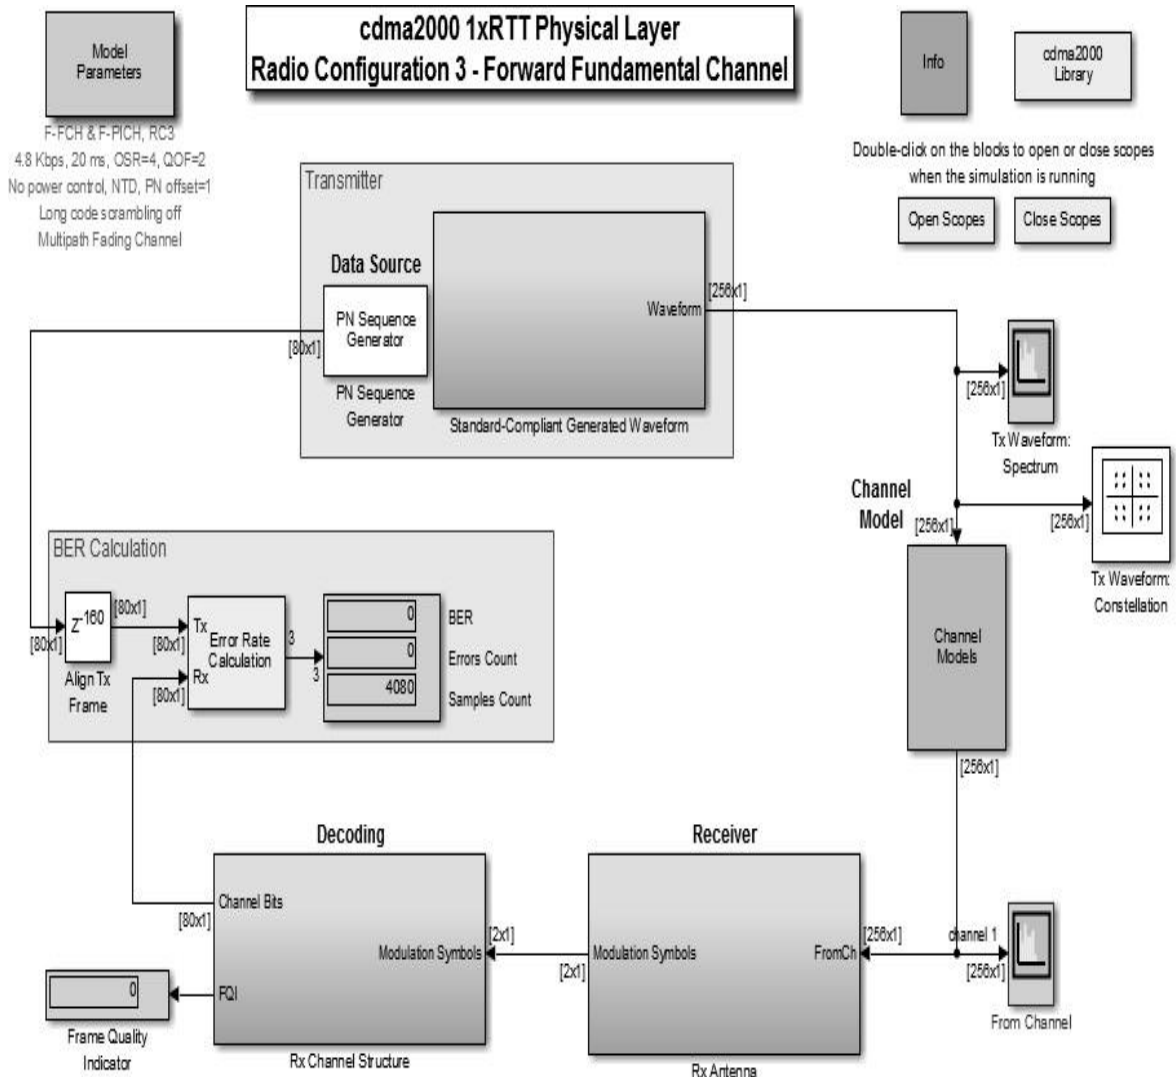 Model
Parameters
cdma2000 1xRTT Physical Layer
Radio Configuration 3 - Forward Fundamental Channel
Info
cdma2000
Library
F-FCH & F-PICH, RC3
4.8 Kbps, 20 ms, OSR=4, QOF=2
No power control, NTD, PN offset=1
Long code scrambling off
Multipath Fading Channel
Double-click on the blocks to open or close scopes
when the simulation is running
Open Scopes
Close Scopes
Transmitter
Data Source
PN Sequence
Generator
[80x1]
PN Sequence
Generator
Waveform
[256x1]
Standard-Compliant Generated Waveform
[256x1]
Tx Waveform:
Spectrum
Channel
Model
[256x1]
[256x1]
Tx Waveform:
Constellation
Channel
Models
[256x1]
BER Calculation
[80x1]
Z-160
[80x1]
Align Tx
Frame
[80x1]
Tx
Error Rate
Calculation
Rx
[80x1]
3
3
0
BER
0
Errors Count
4080
Samples Count
Decoding
Receiver
Channel Bits
[80x1]
Modulation Symbols
[2x1]
[2x1]
Modulation Symbols
FromCh
[256x1]
channel 1
[256x1]
From Channel
FQI
0
Frame Quality
Indicator
Rx Channel Structure
Rx Antenna